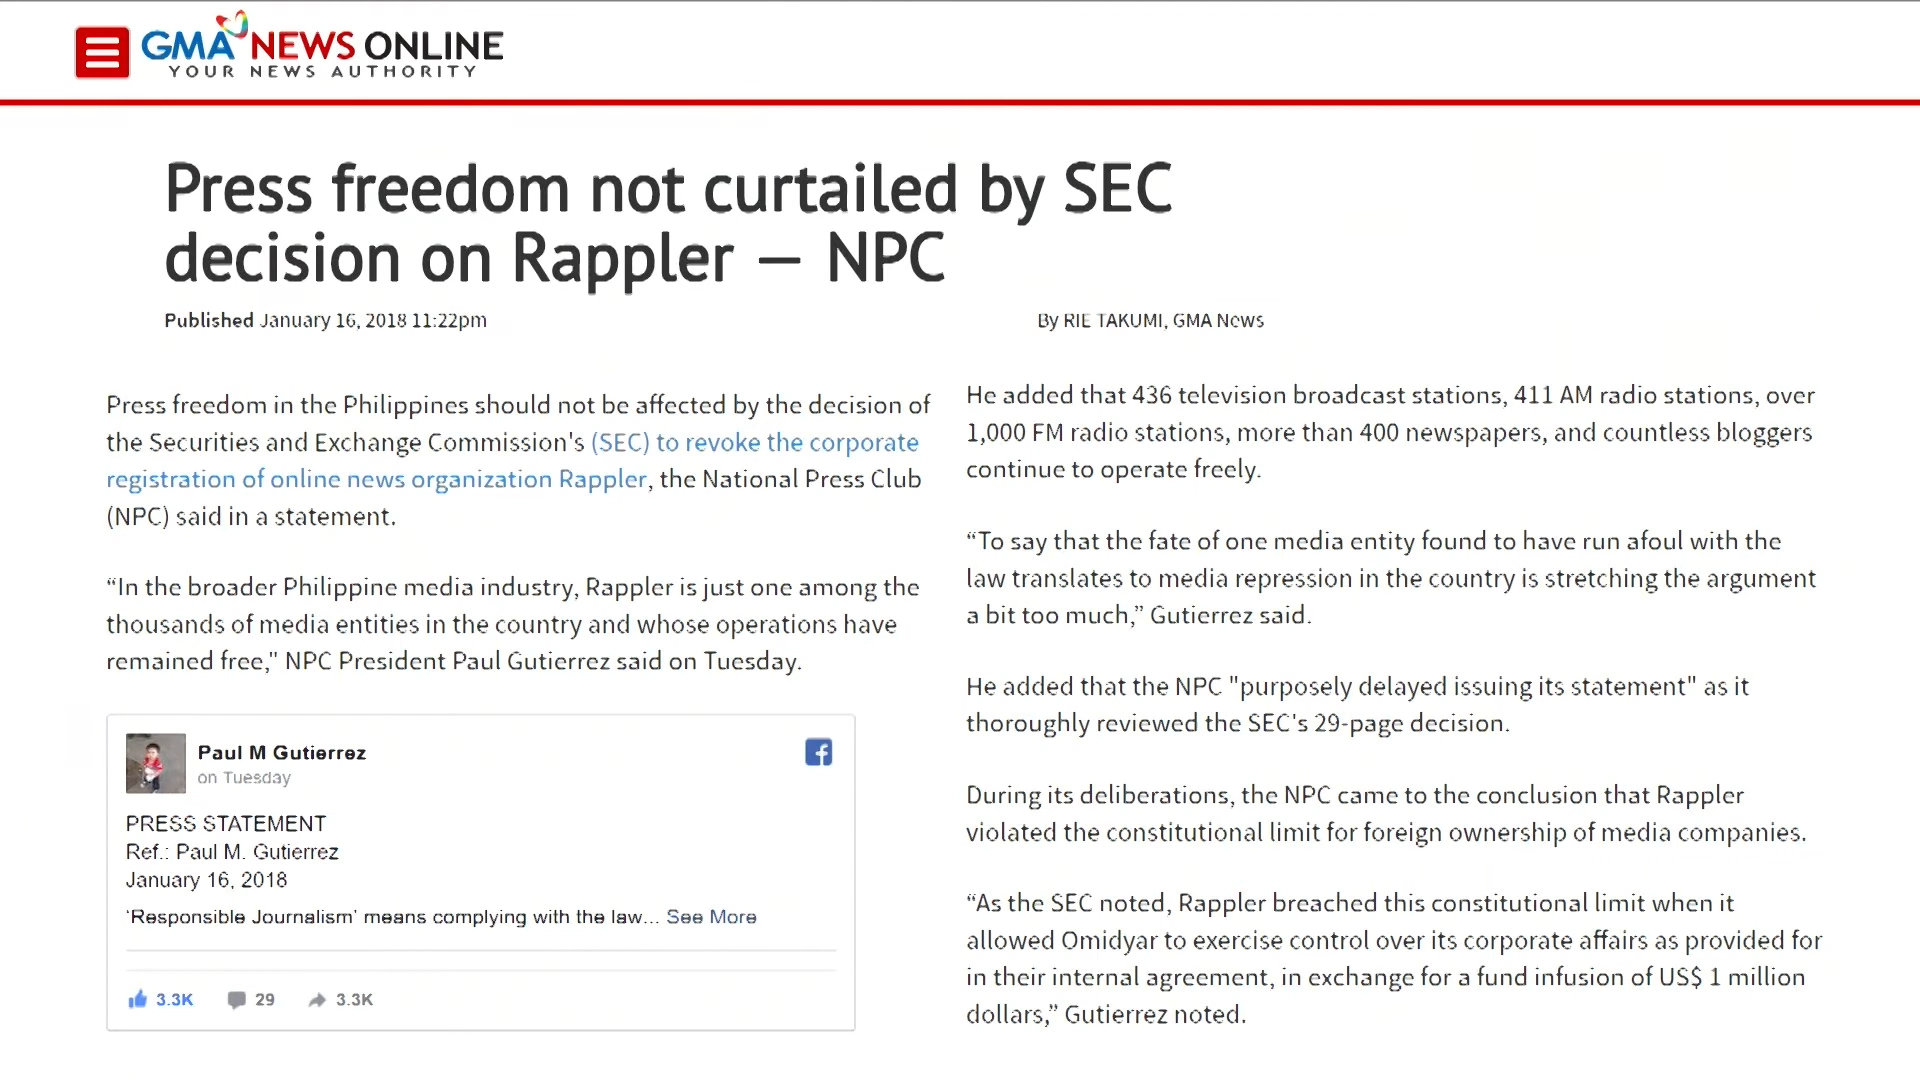 GMA NEWS ONLINE
YOUR NEWS AUTHORITY
Press freedom not curtailed by SEC
decision on Rappler — NPC
Published January 16, 2018 11:22pm
By RIE TAKUMI, GMA News
Press freedom in the Philippines should not be affected by the decision of
the Securities and Exchange Commission's (SEC) to revoke the corporate
registration of online news organization Rappler, the National Press Club
(NPC) said in a statement.
“In the broader Philippine media industry, Rappler is just one among the
thousands of media entities in the country and whose operations have
remained free," NPC President Paul Gutierrez said on Tuesday.
Paul M Gutierrez
on Tuesday
PRESS STATEMENT
Ref.: Paul M. Gutierrez
January 16, 2018
‘Responsible Journalism’ means complying with the law... See More
3.3K 29 3.3K
He added that 436 television broadcast stations, 411 AM radio stations, over
1,000 FM radio stations, more than 400 newspapers, and countless bloggers
continue to operate freely.
“To say that the fate of one media entity found to have run afoul with the
law translates to media repression in the country is stretching the argument
a bit too much,” Gutierrez said.
He added that the NPC "purposely delayed issuing its statement" as it
thoroughly reviewed the SEC's 29-page decision.
During its deliberations, the NPC came to the conclusion that Rappler
violated the constitutional limit for foreign ownership of media companies.
“As the SEC noted, Rappler breached this constitutional limit when it
allowed Omidyar to exercise control over its corporate affairs as provided for
in their internal agreement, in exchange for a fund infusion of US$ 1 million
dollars,” Gutierrez noted.